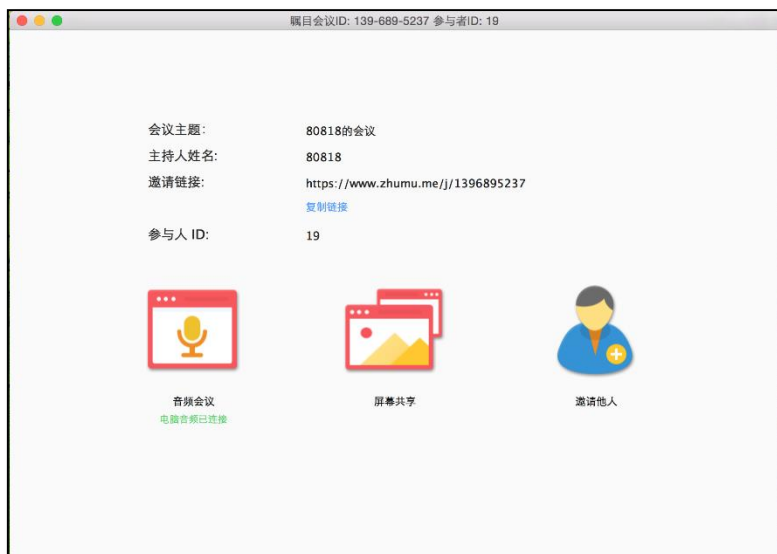 瞩目会议ID: 139-689-5237 参与者ID: 19
会议主题: 80818的会议
主持人姓名: 80818
邀请链接: https://www.zhumu.me/j/1396895237
复制链接
参与人 ID: 19
音频会议 屏幕共享 邀请他人
电脑音频已连接